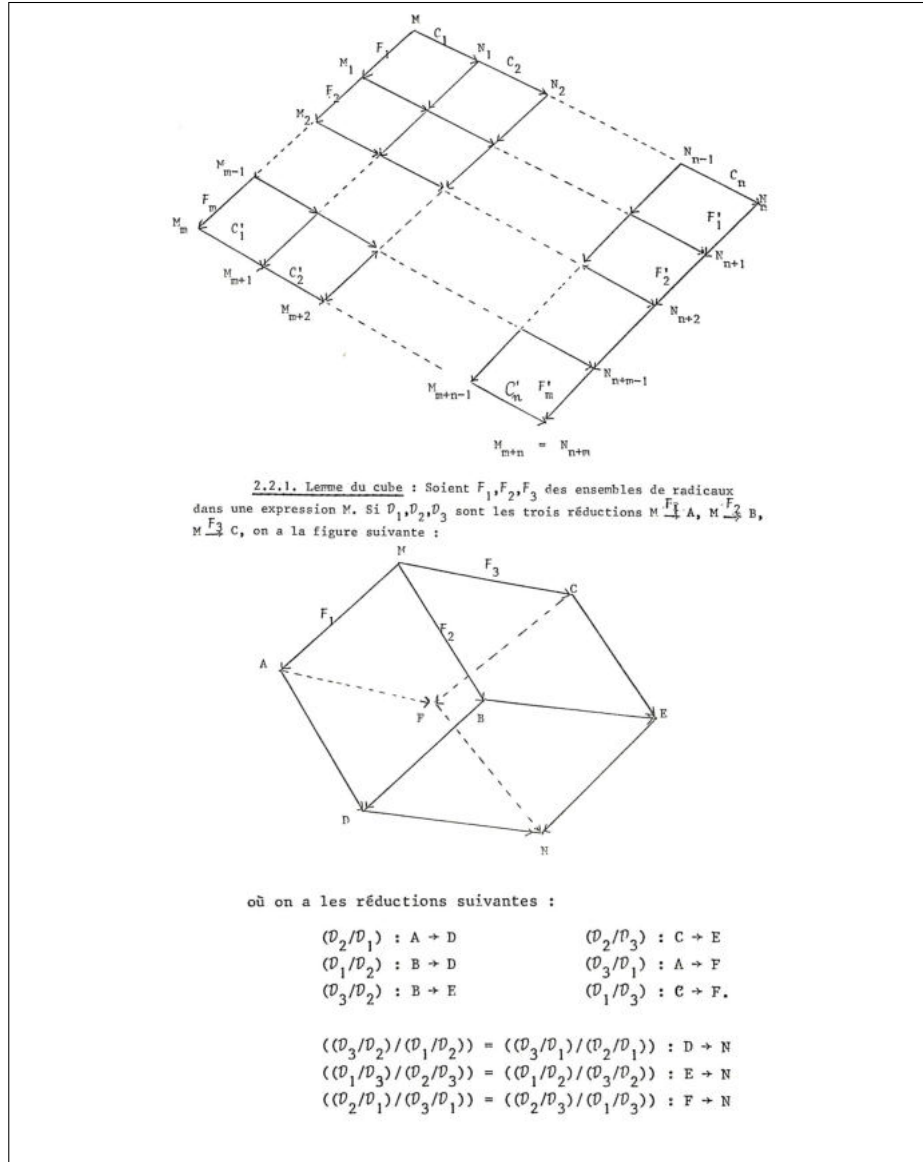 M
C1
F1
N1
M1
C2
F2
N2
M2
Nn-1
Mm-1
Cn
Fm
Nn
Mm
C'1
F'1
Mm+1
C'2
F'2
Nn+1
Mm+2
Nn+2
Mm+n-1
C'n F'm
Nn+m-1
Mm+n = Nn+m
2.2.1. Lemme du cube : Soient F1,F2,F3 des ensembles de radicaux
dans une expression M. Si D1,D2,D3 sont les trois réductions M F1→ A, M F2→ B,
M F3→ C, on a la figure suivante :
M
F3
C
F1
F2
A
F
B
E
D
N
où on a les réductions suivantes :
(D2/D1) : A → D (D2/D3) : C → E
(D1/D2) : B → D (D3/D1) : A → F
(D3/D2) : B → E (D1/D3) : C → F.
((D3/D2)/(D1/D2)) = ((D3/D1)/(D2/D1)) : D → N
((D1/D3)/(D2/D3)) = ((D1/D2)/(D3/D2)) : E → N
((D2/D1)/(D3/D1)) = ((D2/D3)/(D1/D3)) : F → N